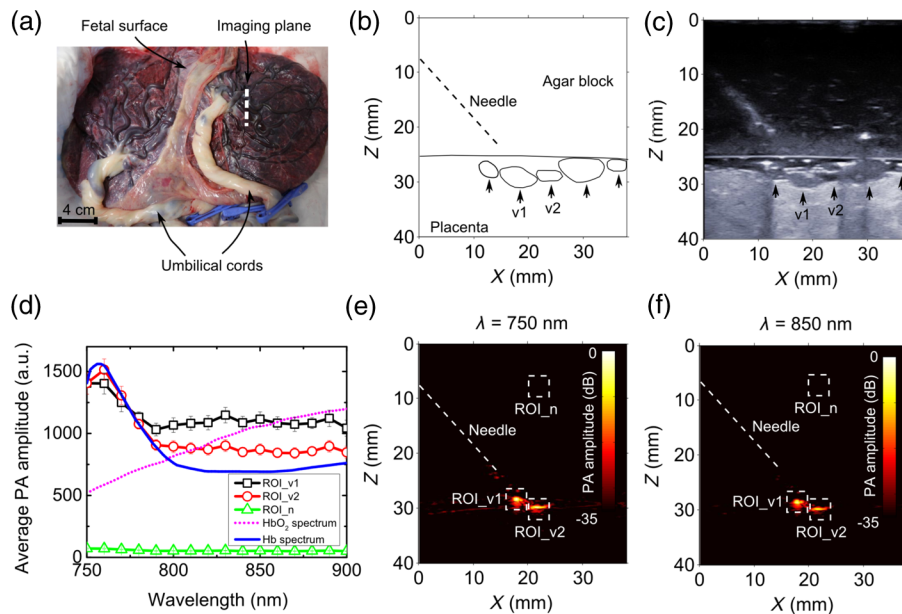 (a)
Fetal surface
Imaging plane
4 cm
Umbilical cords
(b)
0
10
20
30
40
Z (mm)
Needle
Agar block
v1
v2
Placenta
0
10
20
30
X (mm)
(c)
0
10
20
30
40
Z (mm)
v1
v2
0
10
20
30
X (mm)
(d)
1500
1000
500
0
Average PA amplitude (a.u.)
ROI_v1
ROI_v2
ROI_n
HbO2 spectrum
Hb spectrum
750
800
850
900
Wavelength (nm)
(e)
λ = 750 nm
0
10
20
30
40
Z (mm)
ROI_n
Needle
ROI_v1
ROI_v2
0
PA amplitude (dB)
-35
0
10
20
30
X (mm)
(f)
λ = 850 nm
0
10
20
30
40
Z (mm)
ROI_n
Needle
ROI_v1
ROI_v2
0
PA amplitude (dB)
-35
0
10
20
30
X (mm)